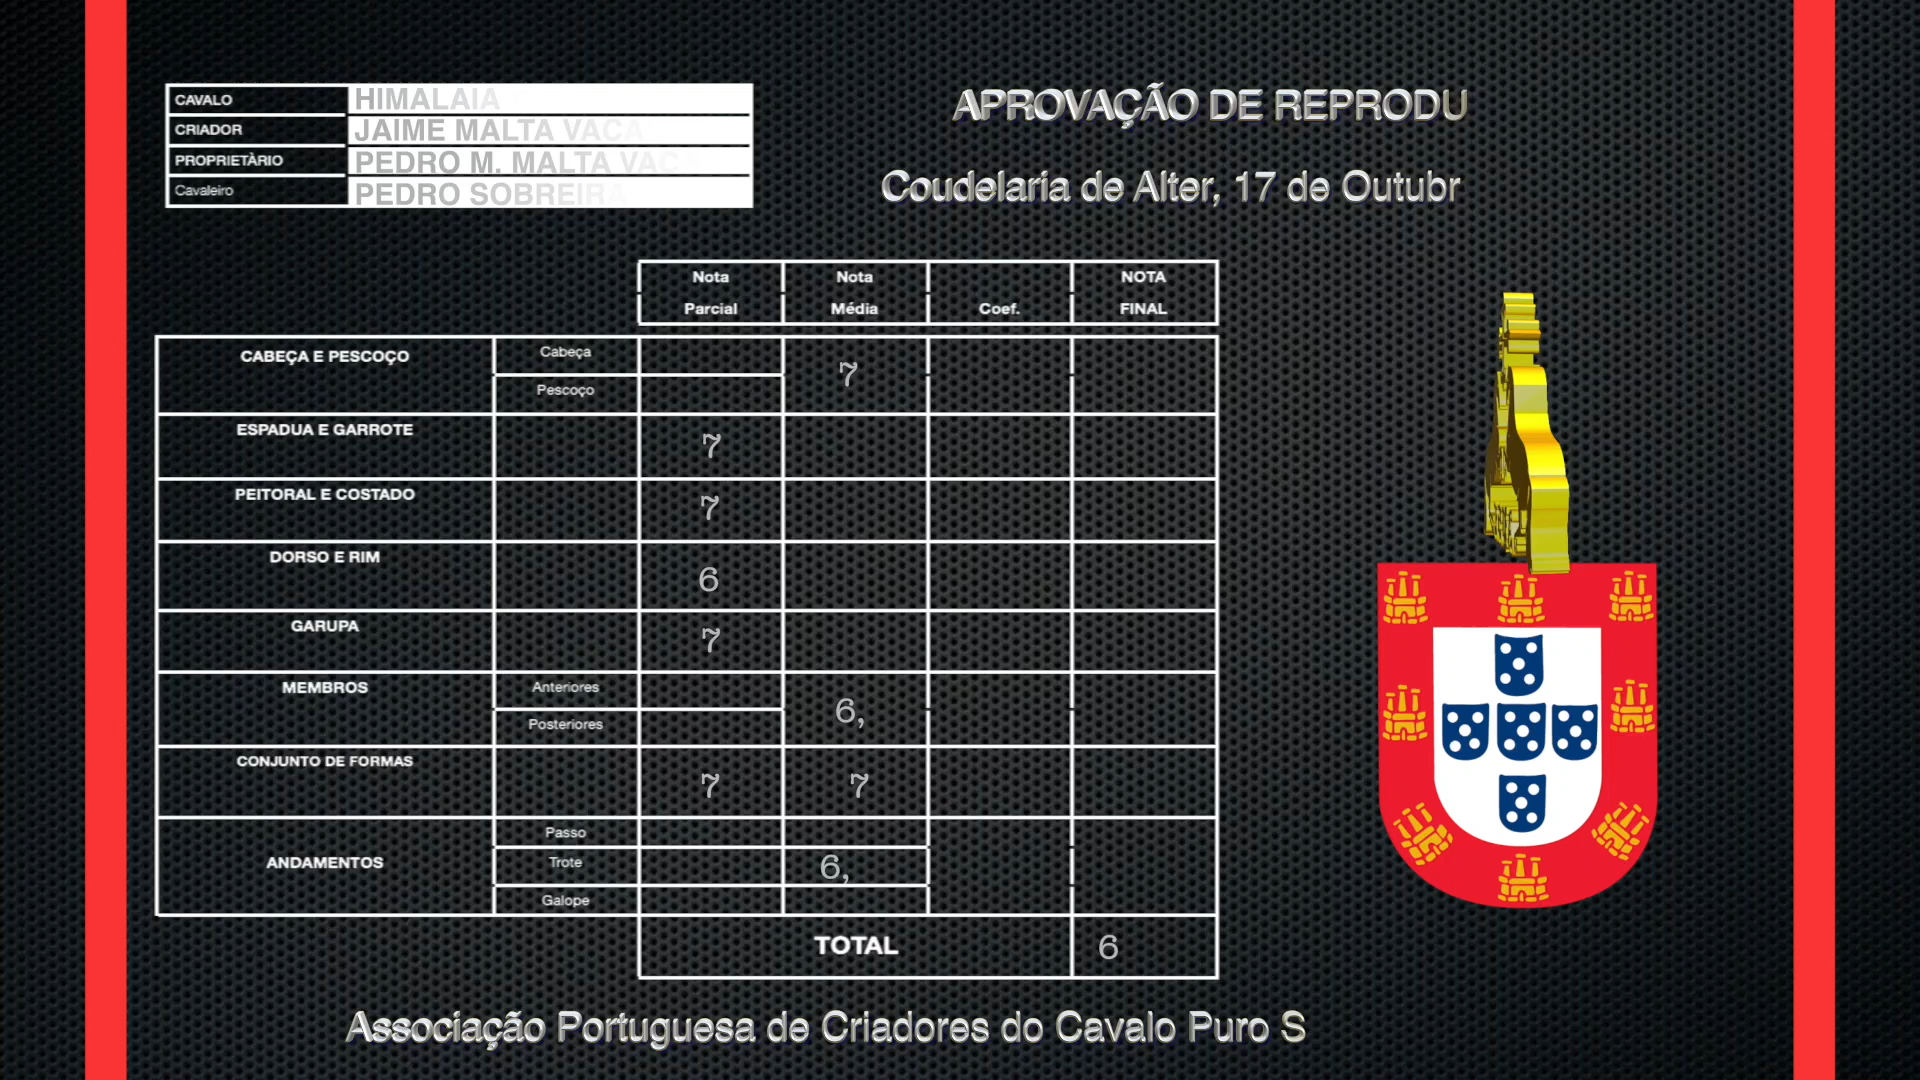 CAVALO HIMALAIA
CRIADOR JAIME MALTA VACA
PROPRIETÀRIO PEDRO M. MALTA VAC
Cavaleiro PEDRO SOBREIRA
APROVAÇÃO DE REPRODU
Coudelaria de Alter, 17 de Outubr
Nota Parcial Nota Média Coef. NOTA FINAL
CABEÇA E PESCOÇO Cabeça 7
Pescoço
ESPADUA E GARROTE 7
PEITORAL E COSTADO 7
DORSO E RIM 6
GARUPA 7
MEMBROS Anteriores 6,
Posteriores
CONJUNTO DE FORMAS 7 7
Passo
ANDAMENTOS Trote 6,
Galope
TOTAL 6
Associação Portuguesa de Criadores do Cavalo Puro S